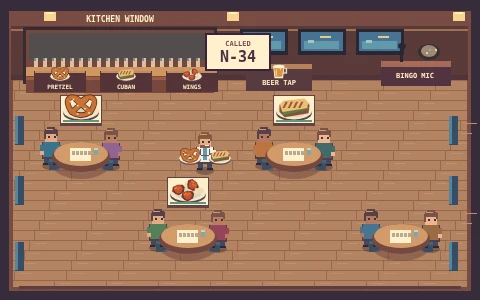 KITCHEN WINDOW
CALLED
N-34
PRETZEL
CUBAN
WINGS
BEER TAP
BINGO MIC